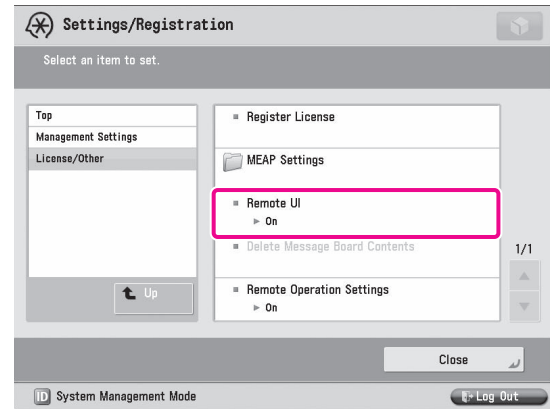 Settings/Registration
Select an item to set.
Top
Management Settings
License/Other
Up
Register License
MEAP Settings
Remote UI
On
Delete Message Board Contents
Remote Operation Settings
On
1/1
Close
ID System Management Mode
Log Out